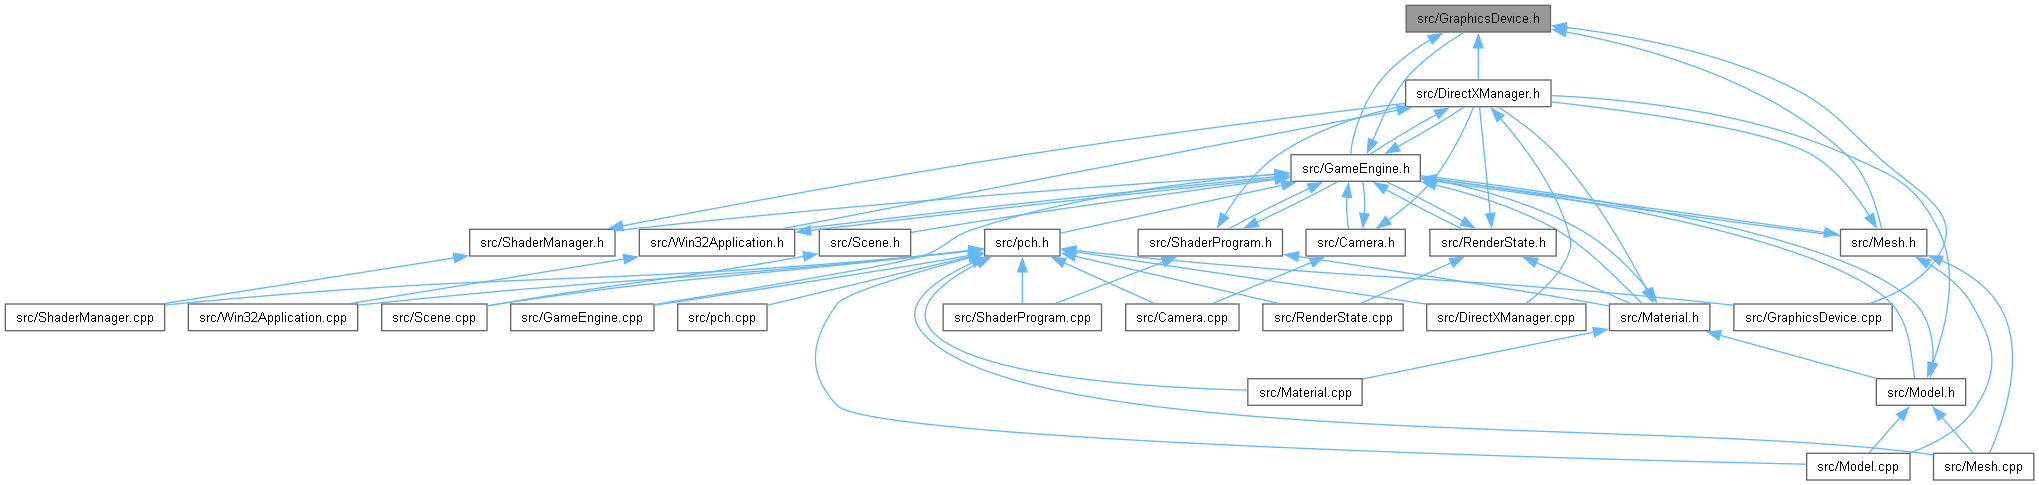 src/GraphicsDevice.h
src/DirectXManager.h
src/GameEngine.h
src/ShaderManager.h
src/Win32Application.h
src/Scene.h
src/pch.h
src/ShaderProgram.h
src/Camera.h
src/RenderState.h
src/Mesh.h
src/ShaderManager.cpp
src/Win32Application.cpp
src/Scene.cpp
src/GameEngine.cpp
src/pch.cpp
src/ShaderProgram.cpp
src/Camera.cpp
src/RenderState.cpp
src/DirectXManager.cpp
src/Material.h
src/GraphicsDevice.cpp
src/Material.cpp
src/Model.h
src/Model.cpp
src/Mesh.cpp